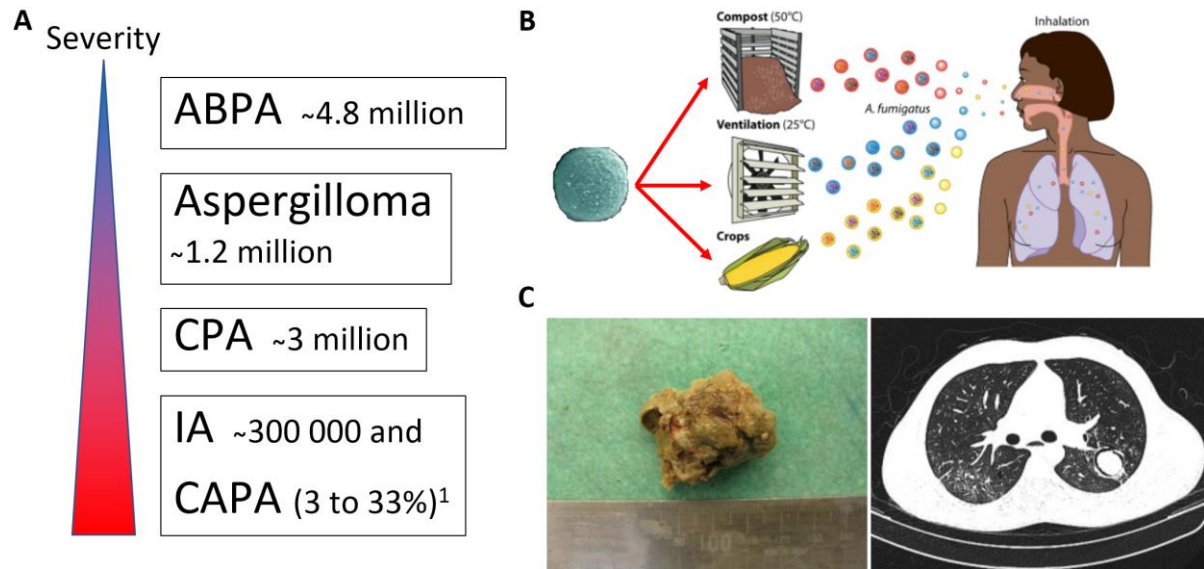 A
Severity
ABPA ~4.8 million
Aspergilloma
~1.2 million
CPA ~3 million
IA ~300 000 and
CAPA (3 to 33%)¹
B
Compost (50°C)
Inhalation
A. fumigatus
Ventilation (25°C)
Crops
C
100